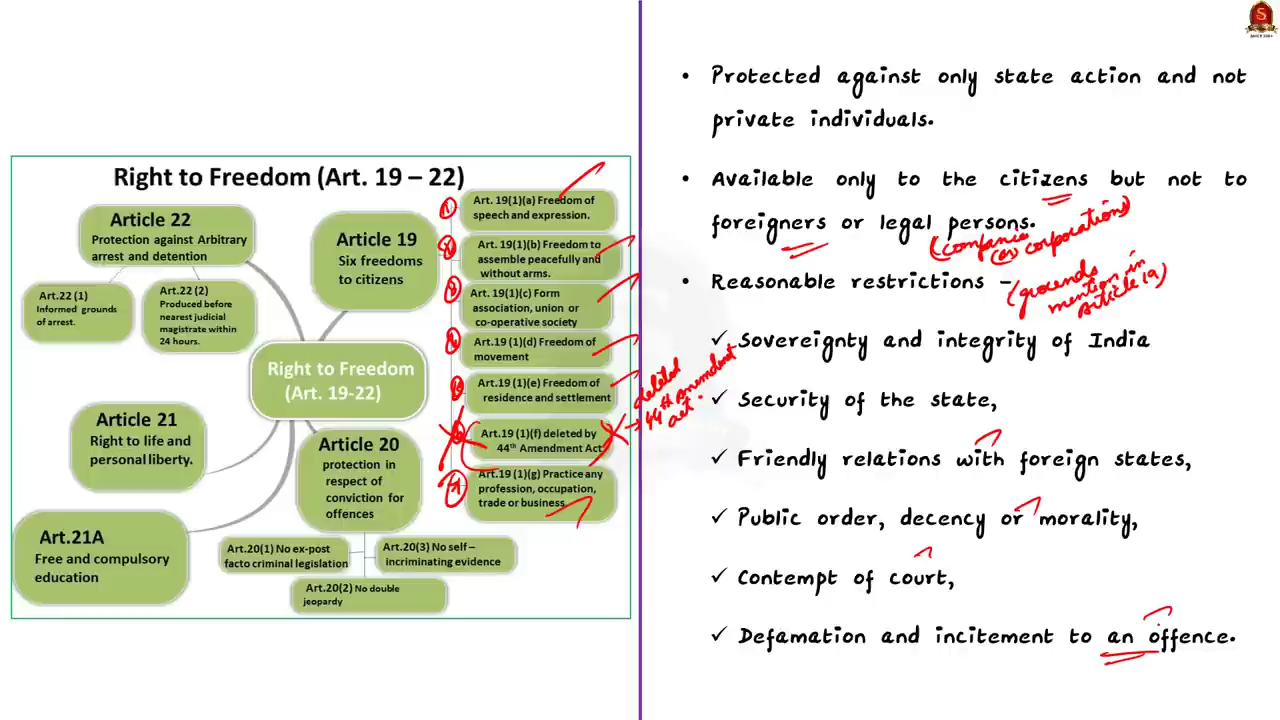 Right to Freedom (Art. 19 – 22)
Article 22
Protection against Arbitrary
arrest and detention
Art.22 (1)
Informed grounds
of arrest.
Art.22 (2)
Produced before
nearest judicial
magistrate within
24 hours.
Article 19
Six freedoms
to citizens
Art. 19(1)(a) Freedom of
speech and expression.
Art. 19(1)(b) Freedom to
assemble peacefully and
without arms.
Art. 19(1)(c) Form
association, union or
co-operative society
Art.19 (1)(d) Freedom of
movement
Art.19 (1)(e) Freedom of
residence and settlement
Art.19 (1)(f) deleted by
44th Amendment Act
Art.19 (1)(g) Practice any
profession, occupation,
trade or business
deleted
→ 44th Amendment
act.
Right to Freedom
(Art. 19-22)
Article 21
Right to life and
personal liberty.
Article 20
protection in
respect of
conviction for
offences
Art.21A
Free and compulsory
education
Art.20(1) No ex-post
facto criminal legislation
Art.20(3) No self –
incriminating evidence
Art.20(2) No double
jeopardy
• Protected against only state action and not
private individuals.
• Available only to the citizens but not to
foreigners or legal persons.
(companies (or) corporations)
• Reasonable restrictions – (grounds
mention in
Article 19)
✓ Sovereignty and integrity of India
✓ Security of the state,
✓ Friendly relations with foreign states,
✓ Public order, decency or morality,
✓ Contempt of court,
✓ Defamation and incitement to an offence.